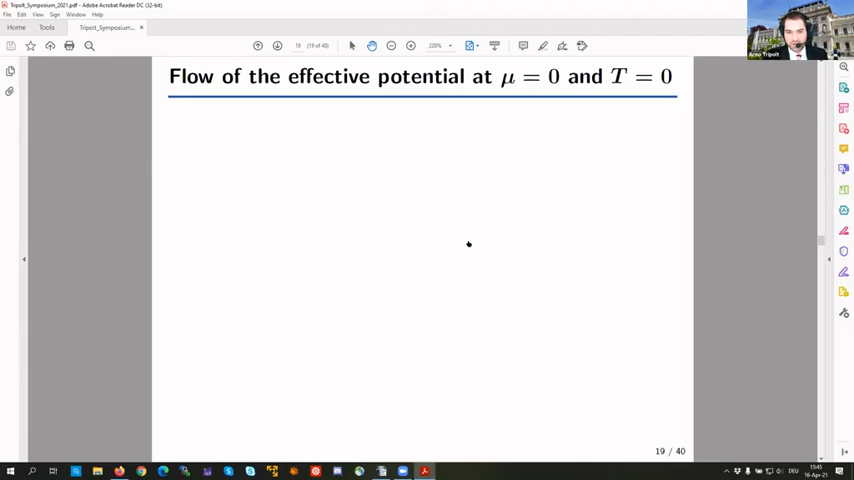 Tripolt_Symposium_2021.pdf - Adobe Acrobat Reader DC (32-bit)
File Edit View Sign Window Help
Home Tools Tripolt_Symposium... ×
18 (19 of 40) 220%
Flow of the effective potential at μ = 0 and T = 0
Arno Tripolt
19 / 40
DEU
15:45
16-Apr-21